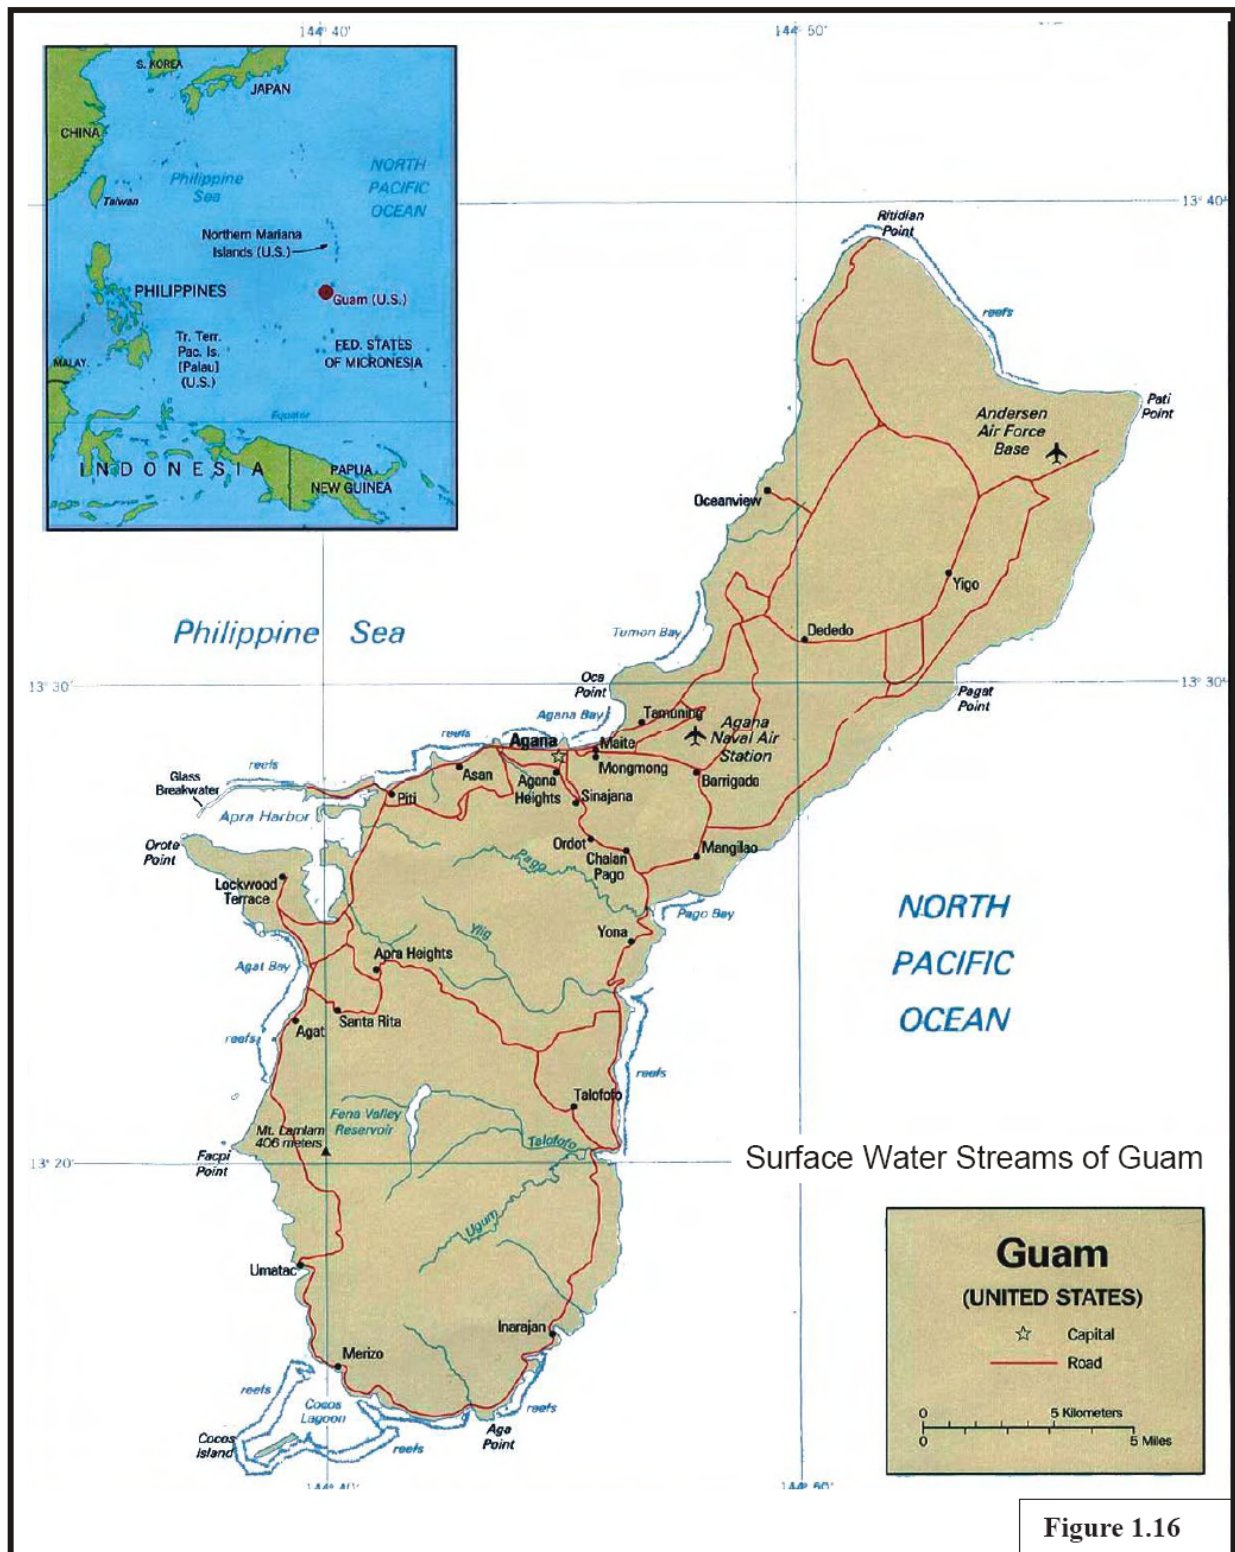 144° 40'
144° 50'
S. KOREA
JAPAN
CHINA
Philippine
Sea
NORTH
PACIFIC
OCEAN
Taiwan
Northern Mariana
Islands (U.S.)
PHILIPPINES
Guam (U.S.)
Tr. Terr.
Pac. Is.
[Palau]
(U.S.)
FED. STATES
OF MICRONESIA
MALAY.
Equator
INDONESIA
PAPUA
NEW GUINEA
13° 40'
Ritidian
Point
reefs
Pati
Point
Andersen
Air Force
Base
Oceanview
Yigo
Philippine Sea
Tumon Bay
Dededo
13° 30'
13° 30'
Oca
Point
Pagat
Point
Agana Bay
Tamuning
Agana
Naval Air
Station
reefs
Agana
Maite
Mongmong
reefs
Asan
Agana
Heights
Barrigada
Glass
Breakwater
Piti
Sinajana
Apra Harbor
Orote
Point
Ordot
Chalan
Pago
Mangilao
Pago
Lockwood
Terrace
NORTH
PACIFIC
OCEAN
Pago Bay
Ylig
Yona
Apra Heights
Agat Bay
Santa Rita
Agat
reefs
reefs
Talofofo
Fena Valley
Reservoir
Mt. Lamlam
406 meters
Talofofo
Facpi
Point
13° 20'
Surface Water Streams of Guam
Ugum
Umatac
Inarajan
Merizo
reefs
Cocos
Lagoon
reefs
Cocos
Island
reefs
Aga
Point
Guam
(UNITED STATES)
Capital
Road
0 5 Kilometers
0 5 Miles
144° 40'
144° 50'
Figure 1.16